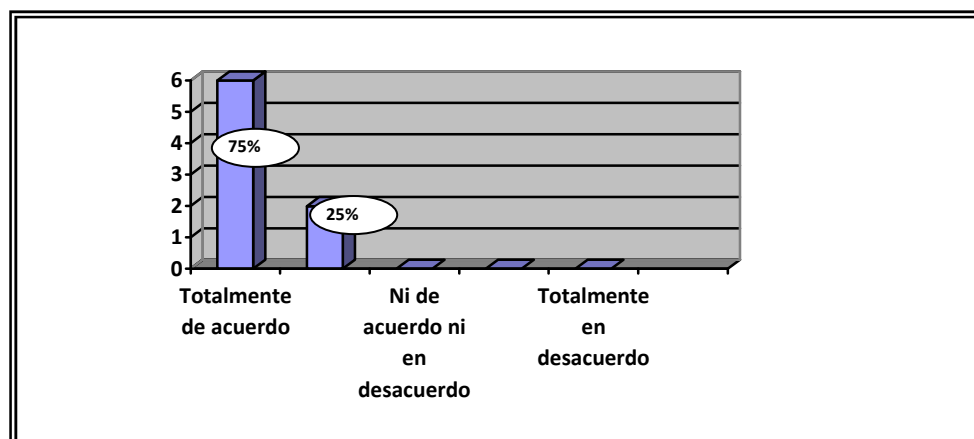 6
5
4
3
2
1
0
75%
25%
Totalmente
de acuerdo
Ni de
acuerdo ni
en
desacuerdo
Totalmente
en
desacuerdo